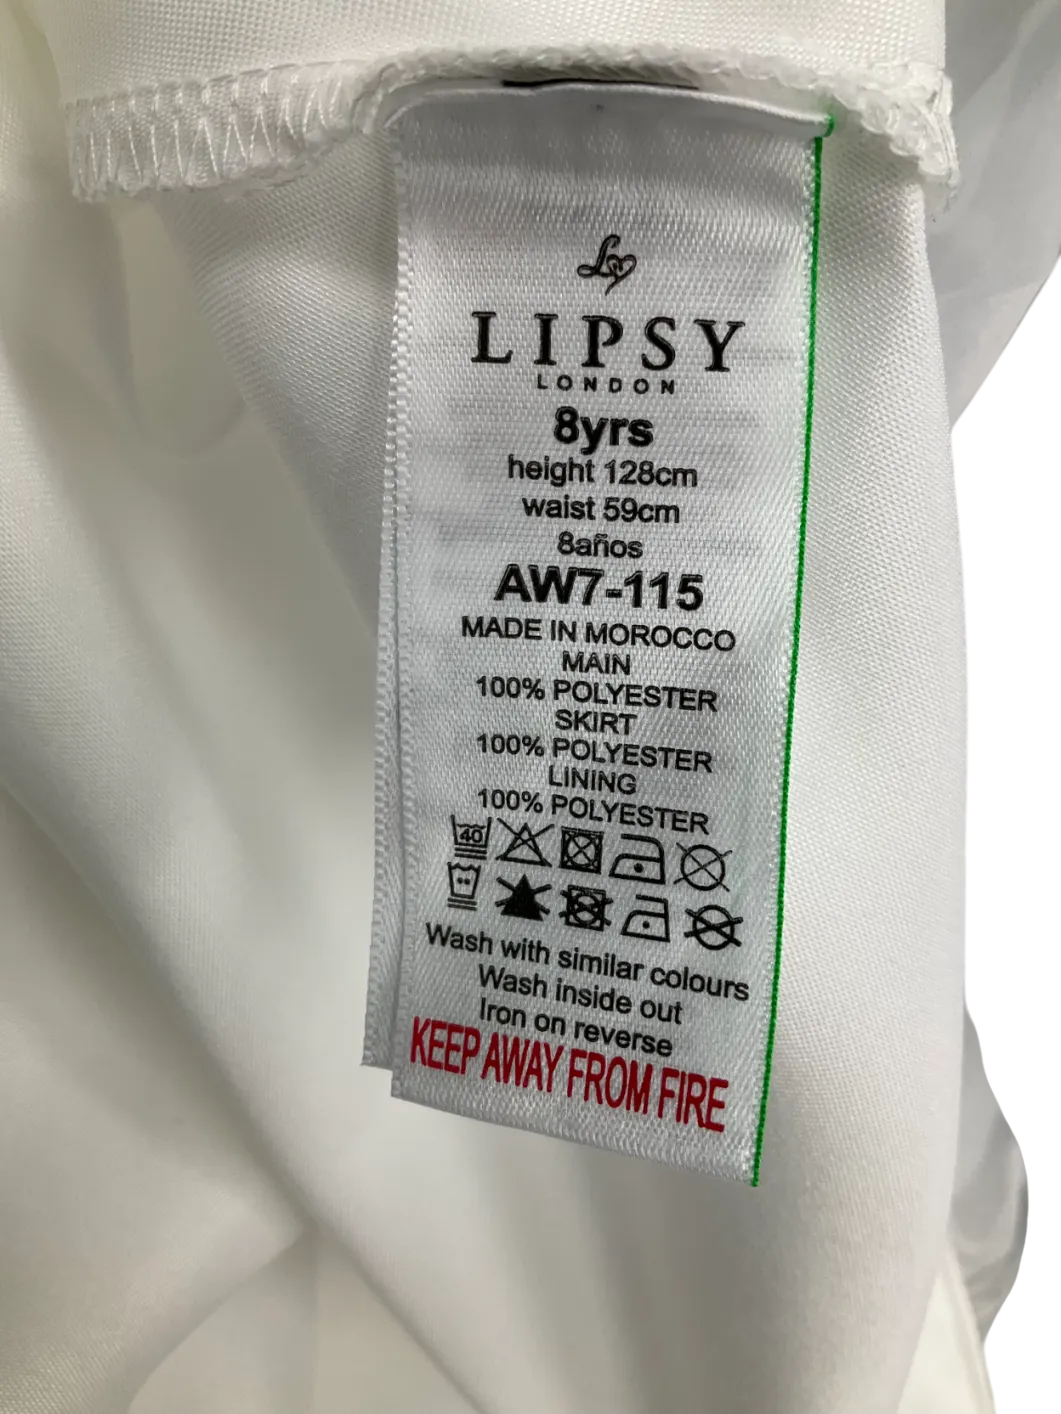 LIPSY
LONDON
8yrs
height 128cm
waist 59cm
8años
AW7-115
MADE IN MOROCCO
MAIN
100% POLYESTER
SKIRT
100% POLYESTER
LINING
100% POLYESTER
40
Wash with similar colours
Wash inside out
Iron on reverse
KEEP AWAY FROM FIRE